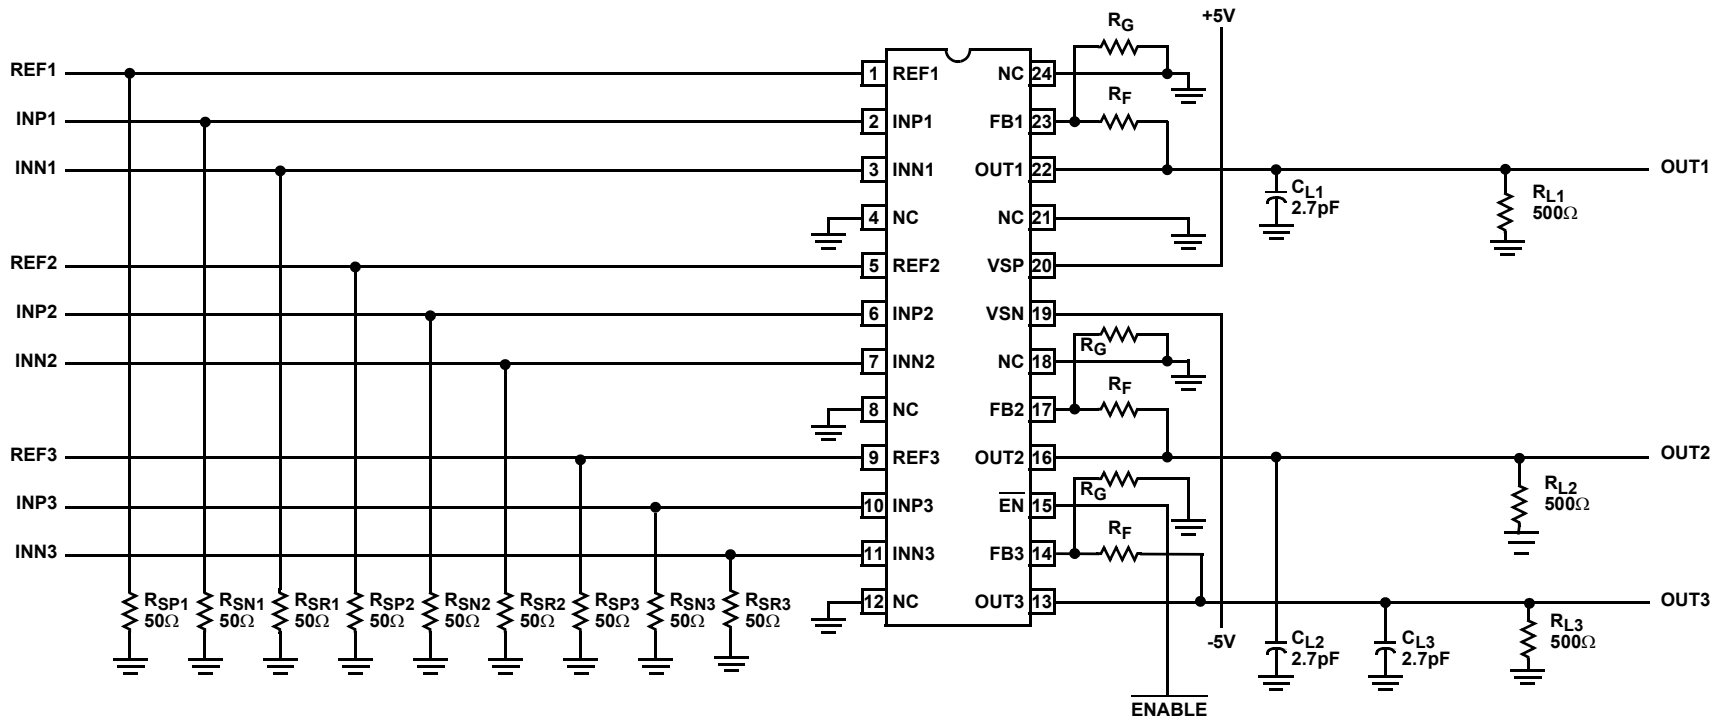 REF1
INP1
INN1
REF2
INP2
INN2
REF3
INP3
INN3
RSP1
50Ω
RSN1
50Ω
RSR1
50Ω
RSP2
50Ω
RSN2
50Ω
RSR2
50Ω
RSP3
50Ω
RSN3
50Ω
RSR3
50Ω
1 REF1
2 INP1
3 INN1
4 NC
5 REF2
6 INP2
7 INN2
8 NC
9 REF3
10 INP3
11 INN3
12 NC
NC 24
FB1 23
OUT1 22
NC 21
VSP 20
VSN 19
NC 18
FB2 17
OUT2 16
EN 15
FB3 14
OUT3 13
RG
RF
+5V
RG
RF
RG
RF
-5V
ENABLE
CL1
2.7pF
RL1
500Ω
OUT1
RL2
500Ω
OUT2
CL2
2.7pF
CL3
2.7pF
RL3
500Ω
OUT3